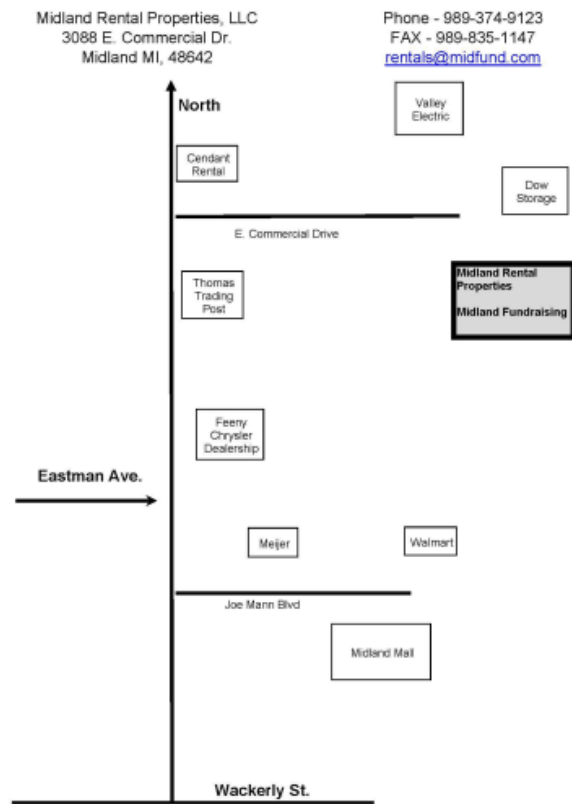 Midland Rental Properties, LLC
3088 E. Commercial Dr.
Midland MI, 48642
Phone - 989-374-9123
FAX - 989-835-1147
rentals@midfund.com
North
Valley
Electric
Cendant
Rental
Dow
Storage
E. Commercial Drive
Midland Rental
Properties
Midland Fundraising
Thomas
Trading
Post
Feeny
Chrysler
Dealership
Eastman Ave.
Meijer
Walmart
Joe Mann Blvd
Midland Mall
Wackerly St.